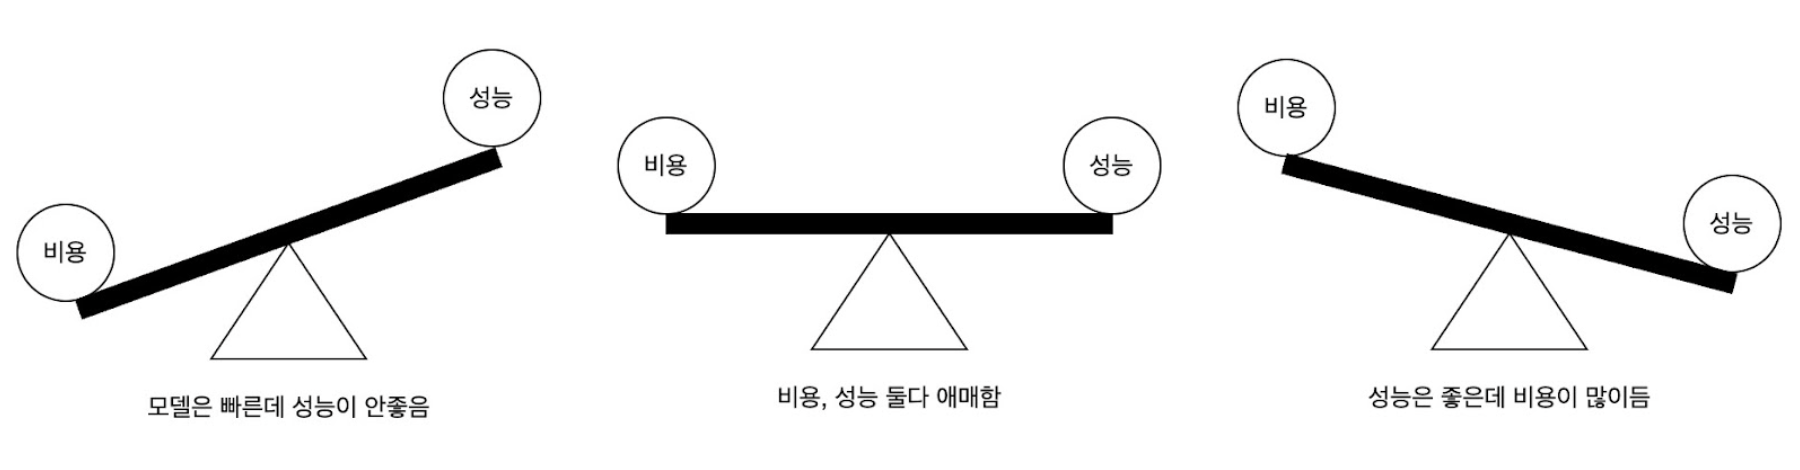 성능
비용
모델은 빠른데 성능이 안좋음
비용
성능
비용, 성능 둘다 애매함
비용
성능
성능은 좋은데 비용이 많이듬